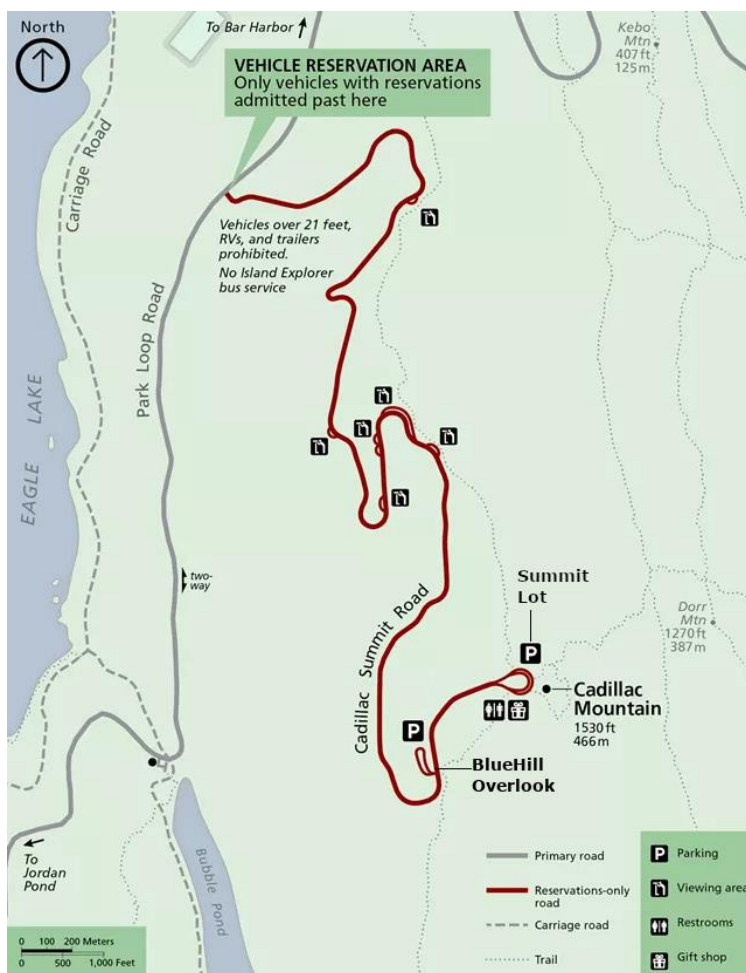 North
To Bar Harbor
Kebo
Mtn
407 ft
125 m
VEHICLE RESERVATION AREA
Only vehicles with reservations
admitted past here
Carriage Road
Vehicles over 21 feet,
RVs, and trailers
prohibited.
No Island Explorer
bus service
Park Loop Road
EAGLE LAKE
two-
way
Summit
Lot
P
Dorr
Mtn
1270 ft
387 m
Cadillac Summit Road
Cadillac
Mountain
1530 ft
466 m
P
BlueHill
Overlook
To
Jordan
Pond
Bubble Pond
Primary road
Reservations-only
road
Carriage road
Trail
P Parking
Viewing area
Restrooms
Gift shop
0 100 200 Meters
0 500 1,000 Feet